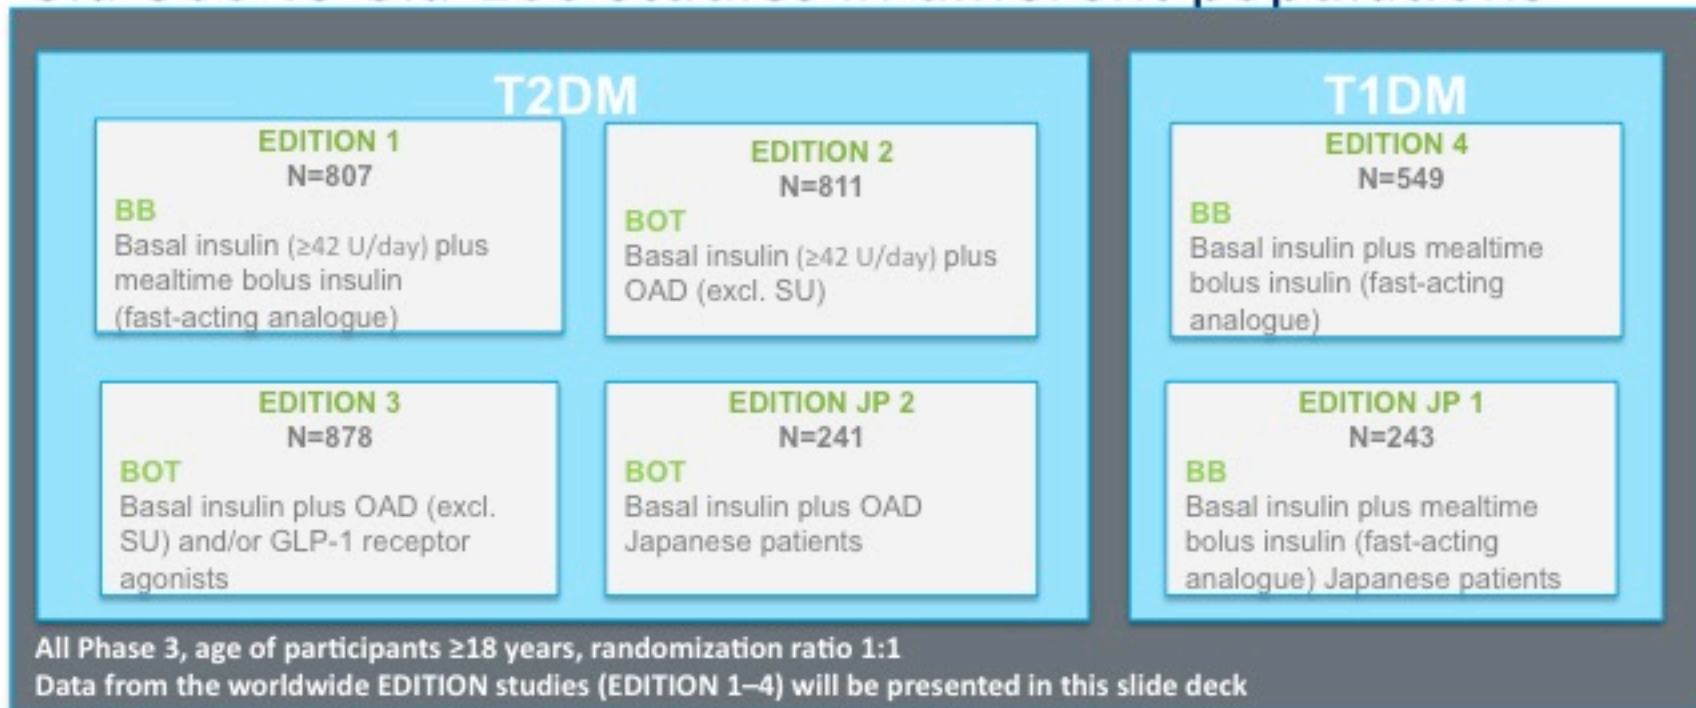 populations
T2DM
EDITION 1
N=807
BB
Basal insulin (≥42 U/day) plus
mealtime bolus insulin
(fast-acting analogue)
EDITION 2
N=811
BOT
Basal insulin (≥42 U/day) plus
OAD (excl. SU)
EDITION 3
N=878
BOT
Basal insulin plus OAD (excl.
SU) and/or GLP-1 receptor
agonists
EDITION JP 2
N=241
BOT
Basal insulin plus OAD
Japanese patients
T1DM
EDITION 4
N=549
BB
Basal insulin plus mealtime
bolus insulin (fast-acting
analogue)
EDITION JP 1
N=243
BB
Basal insulin plus mealtime
bolus insulin (fast-acting
analogue) Japanese patients
All Phase 3, age of participants ≥18 years, randomization ratio 1:1
Data from the worldwide EDITION studies (EDITION 1–4) will be presented in this slide deck